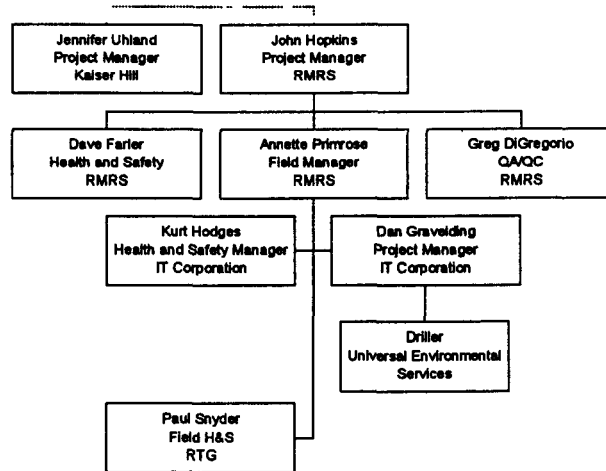 Jennifer Uhland
Project Manager
Kaiser Hill
John Hopkins
Project Manager
RMRS
Dave Farler
Health and Safety
RMRS
Annette Primrose
Field Manager
RMRS
Greg DiGregorio
QA/QC
RMRS
Kurt Hodges
Health and Safety Manager
IT Corporation
Dan Gravelding
Project Manager
IT Corporation
Driller
Universal Environmental
Services
Paul Snyder
Field H&S
RTG